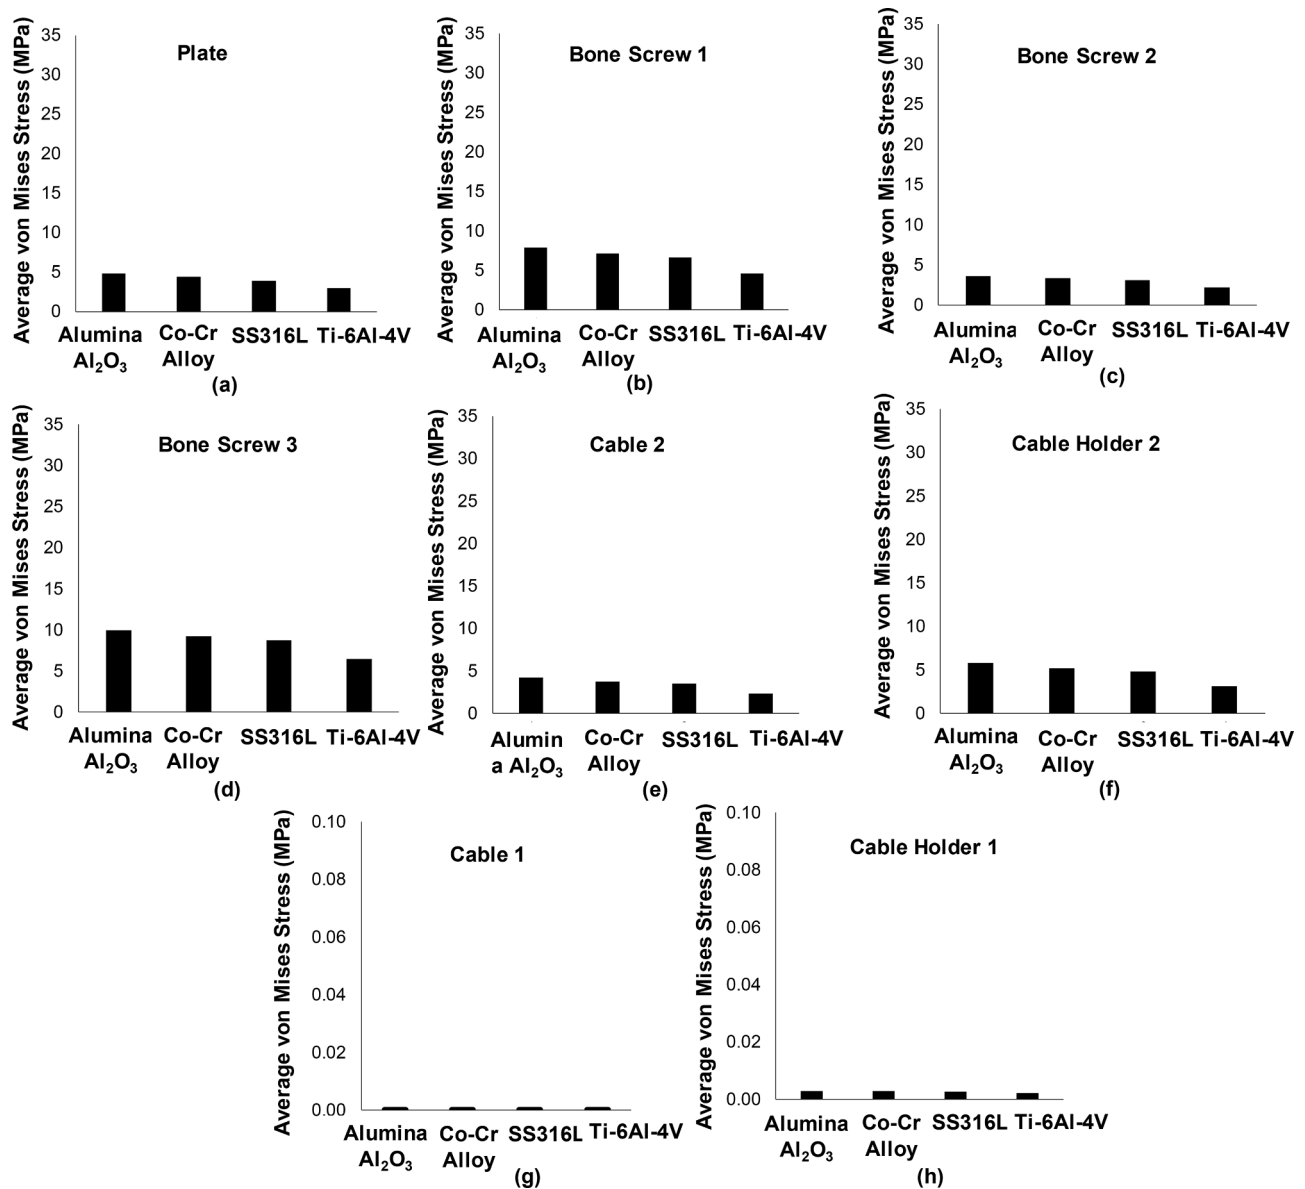 Average von Mises Stress (MPa)
Plate
35
30
25
20
15
10
5
0
Alumina Al₂O₃
Co-Cr Alloy
SS316L
Ti-6Al-4V
(a)
Average von Mises Stress (MPa)
Bone Screw 1
35
30
25
20
15
10
5
0
Alumina Al₂O₃
Co-Cr Alloy
SS316L
Ti-6Al-4V
(b)
Average von Mises Stress (MPa)
Bone Screw 2
35
30
25
20
15
10
5
0
Alumina Al₂O₃
Co-Cr Alloy
SS316L
Ti-6Al-4V
(c)
Average von Mises Stress (MPa)
Bone Screw 3
35
30
25
20
15
10
5
0
Alumina Al₂O₃
Co-Cr Alloy
SS316L
Ti-6Al-4V
(d)
Average von Mises Stress (MPa)
Cable 2
35
30
25
20
15
10
5
0
Alumin
a Al₂O₃
Co-Cr Alloy
SS316L
Ti-6Al-4V
(e)
Average von Mises Stress (MPa)
Cable Holder 2
35
30
25
20
15
10
5
0
Alumina Al₂O₃
Co-Cr Alloy
SS316L
Ti-6Al-4V
(f)
Average von Mises Stress (MPa)
Cable 1
0.10
0.08
0.06
0.04
0.02
0.00
Alumina Al₂O₃
Co-Cr Alloy
SS316L
Ti-6Al-4V
(g)
Average von Mises Stress (MPa)
Cable Holder 1
0.10
0.08
0.06
0.04
0.02
0.00
Alumina Al₂O₃
Co-Cr Alloy
SS316L
Ti-6Al-4V
(h)